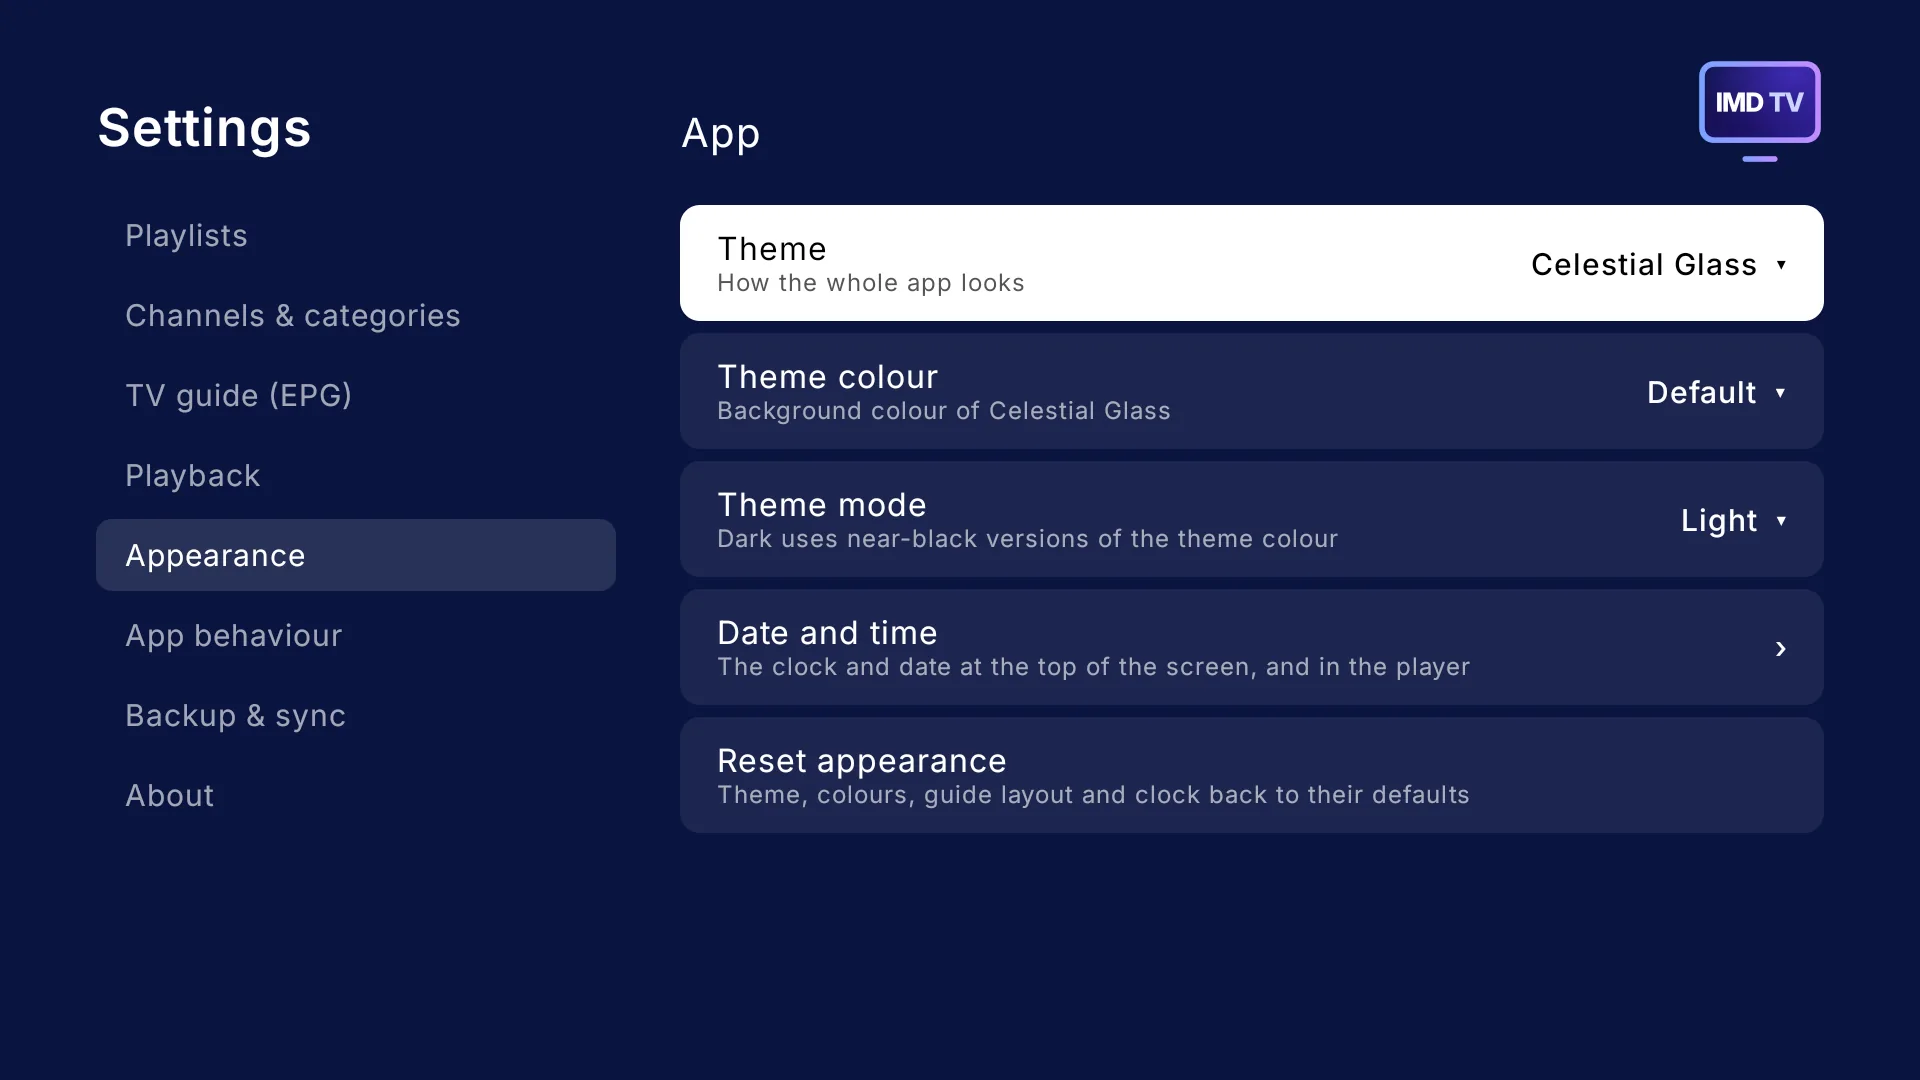 Settings
Playlists
Channels & categories
TV guide (EPG)
Playback
Appearance
App behaviour
Backup & sync
About
App
IMD TV
Theme
How the whole app looks
Celestial Glass
Theme colour
Background colour of Celestial Glass
Default
Theme mode
Dark uses near-black versions of the theme colour
Light
Date and time
The clock and date at the top of the screen, and in the player
Reset appearance
Theme, colours, guide layout and clock back to their defaults